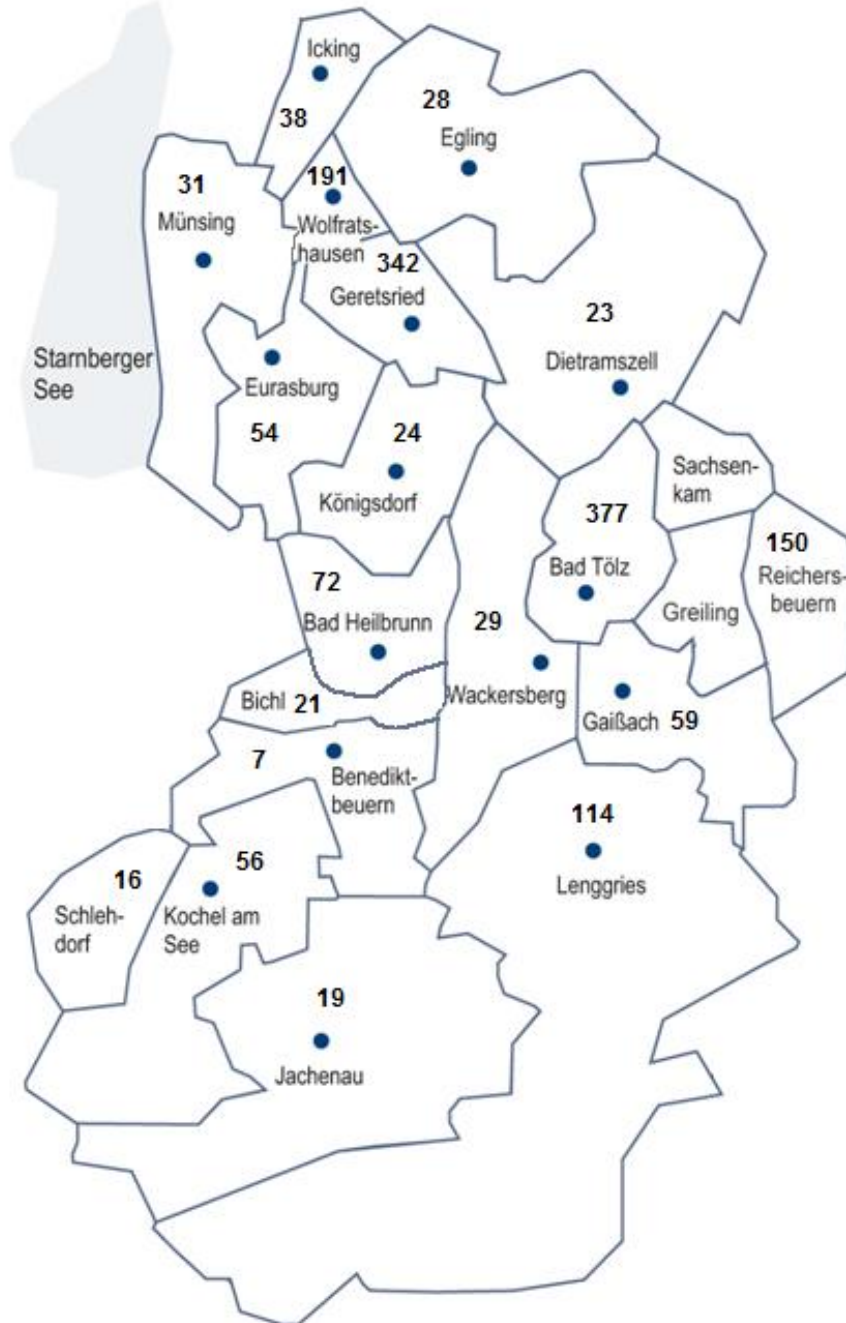 Icking
38
28
Egling
191
Wolfrats-
hausen
31
Münsing
342
Geretsried
23
Dietramszell
Starnberger
See
Eurasburg
54
24
Königsdorf
Sachsen-
kam
377
Bad Tölz
150
Reichers-
beuern
Greiling
72
Bad Heilbrunn
29
Wackersberg
Bichl 21
Gaißach 59
7
Benedikt-
beuern
114
Lenggries
16
Schleh-
dorf
56
Kochel am
See
19
Jachenau